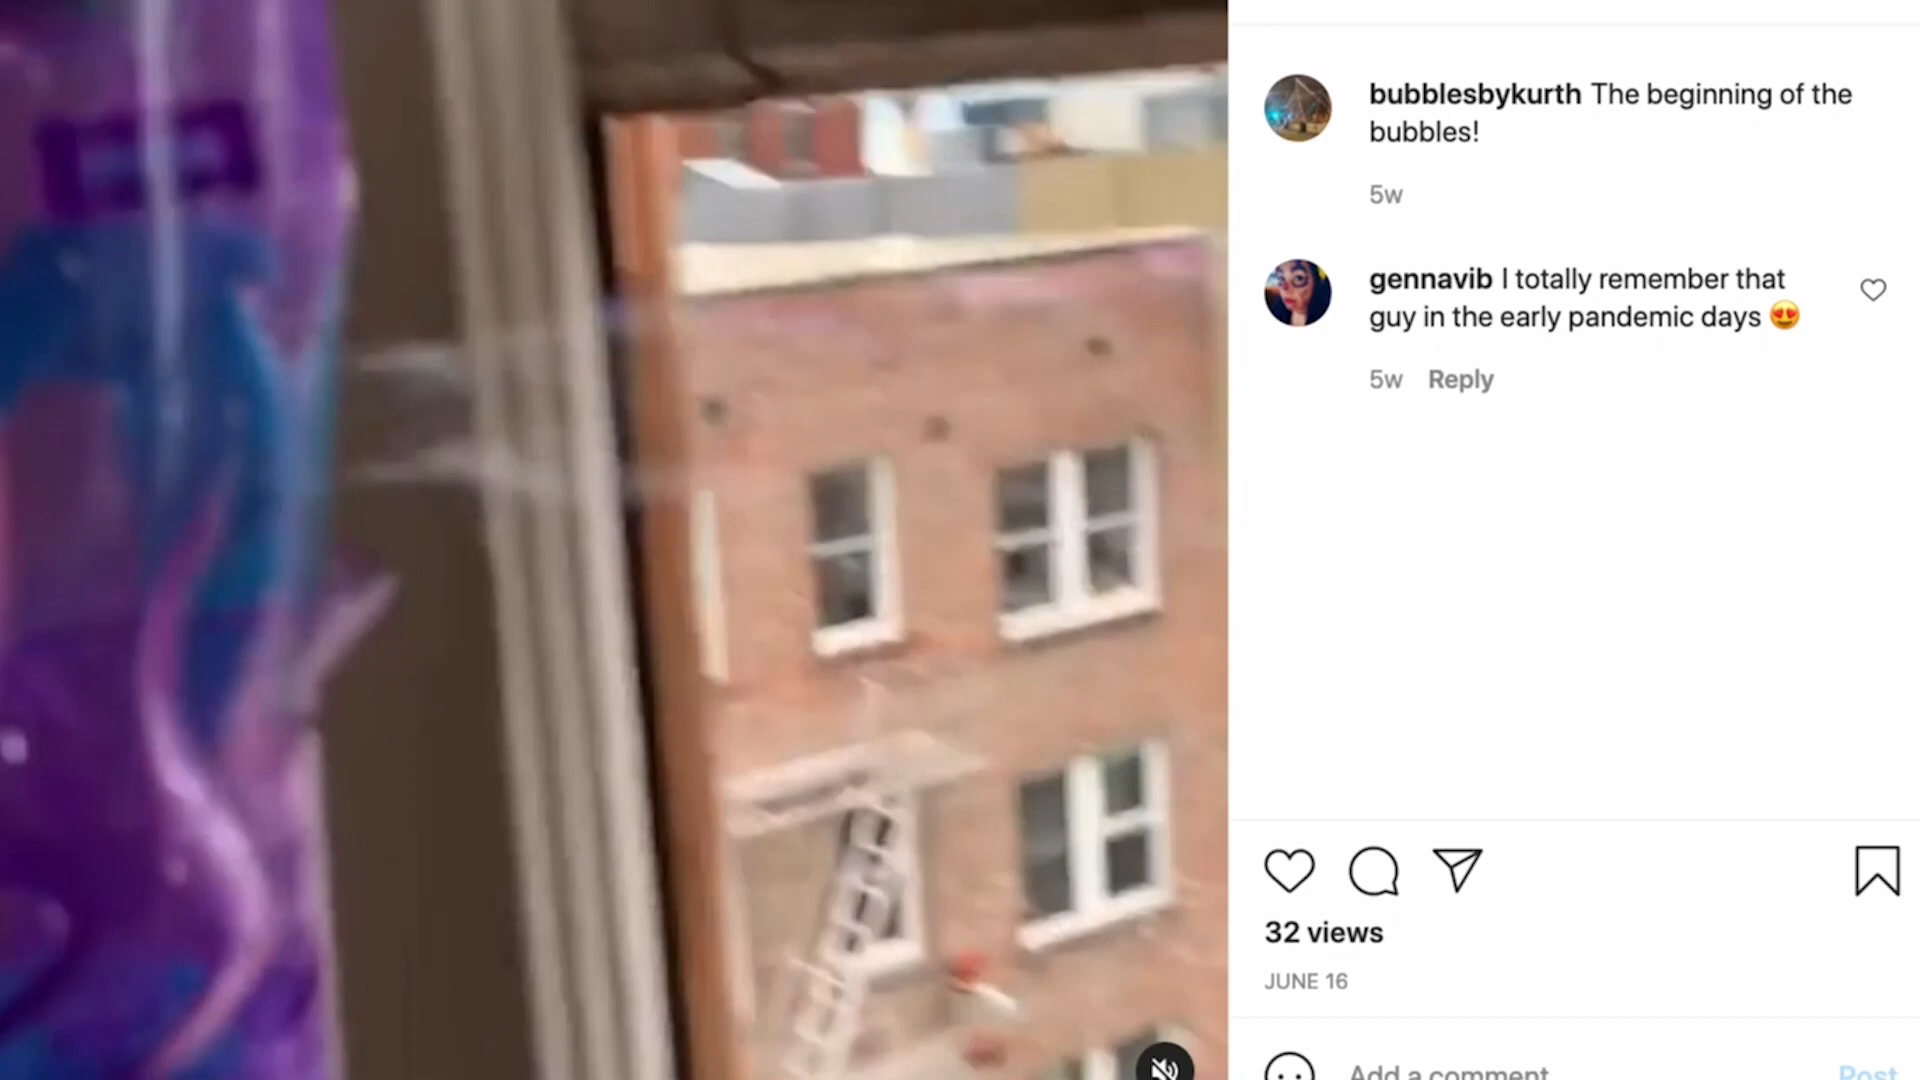 bubblesbykurth The beginning of the
bubbles!
5w
gennavib I totally remember that
guy in the early pandemic days 😍
5w Reply
32 views
JUNE 16
Add a comment
Post